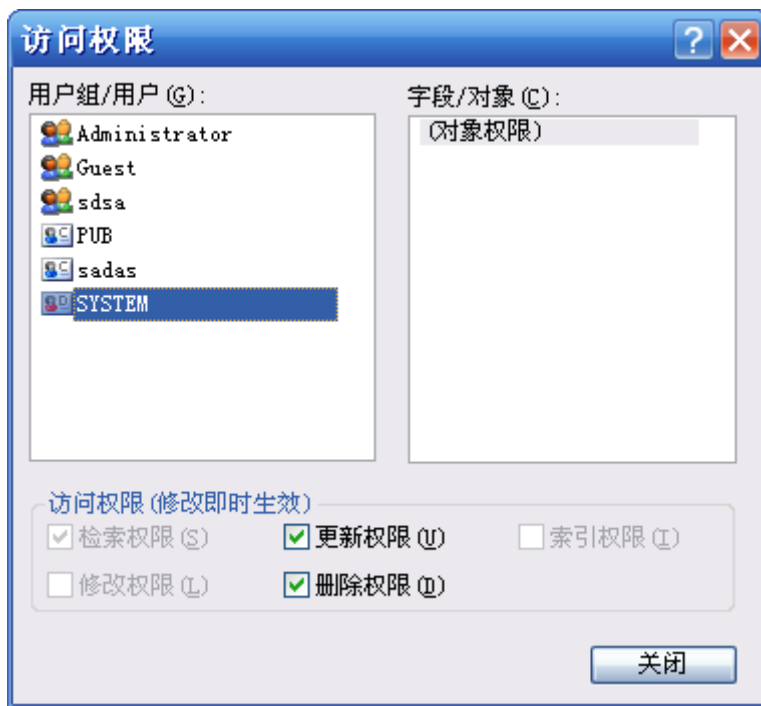 访问权限
用户组/用户(G):
字段/对象(C):
Administrator
Guest
sdsa
PUB
sadas
SYSTEM
(对象权限)
访问权限(修改即时生效)
检索权限(S) 更新权限(U) 索引权限(I)
修改权限(L) 删除权限(D)
关闭